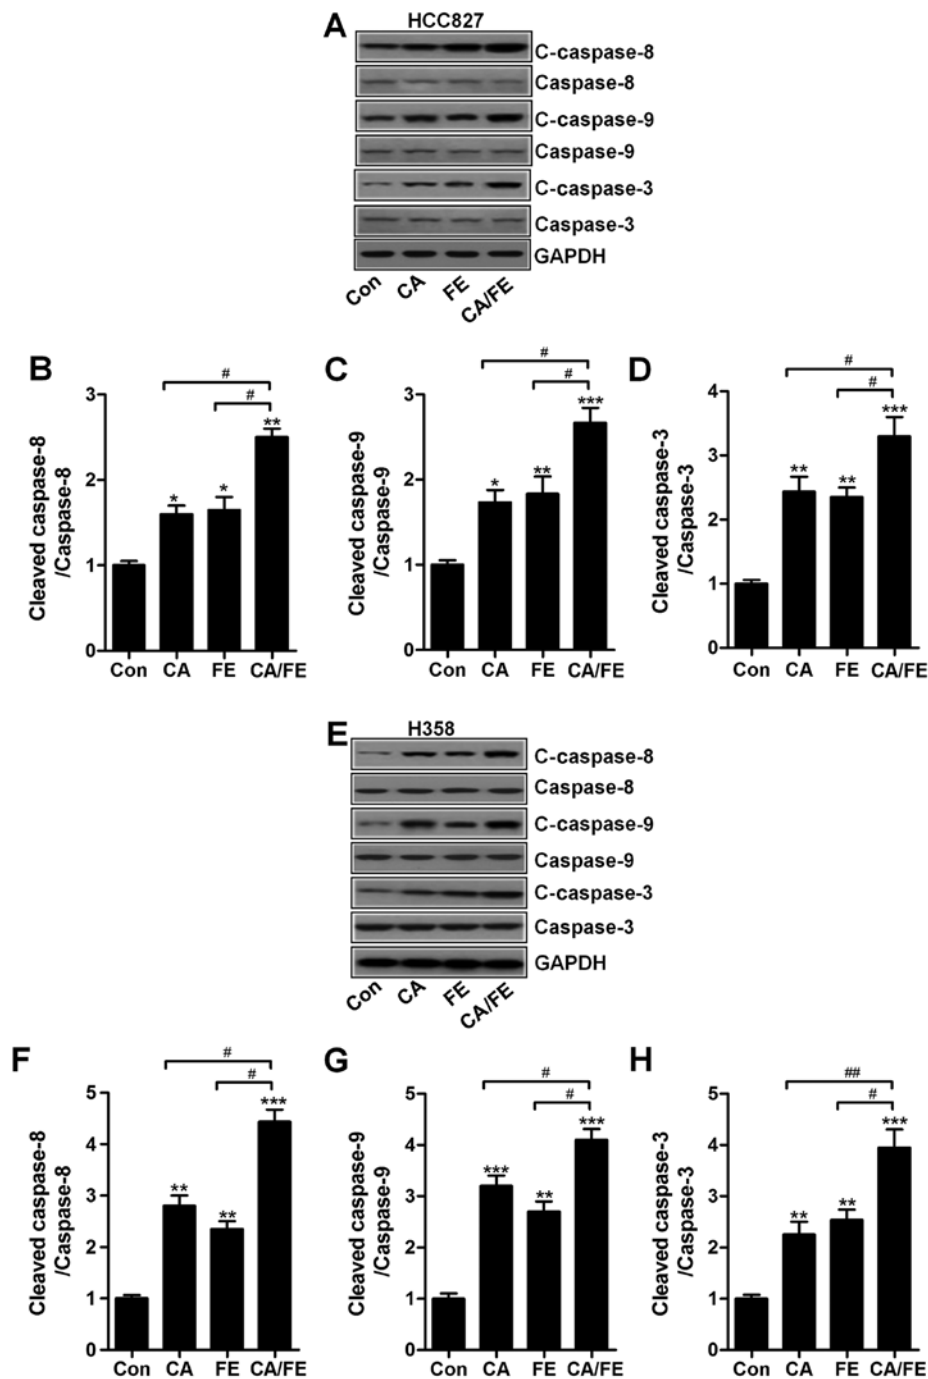 A
HCC827
C-caspase-8
Caspase-8
C-caspase-9
Caspase-9
C-caspase-3
Caspase-3
GAPDH
Con CA FE CA/FE
B
Cleaved caspase-8
/Caspase-8
3
2
1
0
#
#
* * **
Con CA FE CA/FE
C
Cleaved caspase-9
/Caspase-9
3
2
1
0
#
#
* ** ***
Con CA FE CA/FE
D
Cleaved caspase-3
/Caspase-3
4
3
2
1
0
#
#
** ** ***
Con CA FE CA/FE
E
H358
C-caspase-8
Caspase-8
C-caspase-9
Caspase-9
C-caspase-3
Caspase-3
GAPDH
Con CA FE CA/FE
F
Cleaved caspase-8
/Caspase-8
5
4
3
2
1
0
#
#
** ** ***
Con CA FE CA/FE
G
Cleaved caspase-9
/Caspase-9
5
4
3
2
1
0
#
#
*** ** ***
Con CA FE CA/FE
H
Cleaved caspase-3
/Caspase-3
5
4
3
2
1
0
##
#
** ** ***
Con CA FE CA/FE